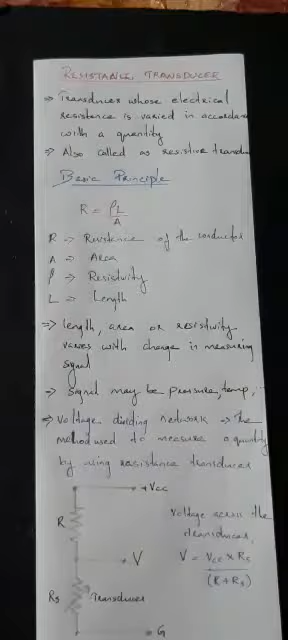 RESISTANCE TRANSDUCER
⇒ Transducer whose electrical
resistance is varied in accordan
with a quantity
⇒ Also called as resistive transdu
Basic Principle
R = ρL
A
R ⇒ Resistance of the conductor
A ⇒ Area
ρ ⇒ Resistivity
L ⇒ Length
⇒ length, area or resistivity
varies with change in measuring
signal
⇒ Signal may be pressure, temp,
⇒ Voltage dividing network ⇒ The
method used to measure a quantity
by using resistance transducer
+Vcc
R
Voltage across the
transducer,
V
V = Vcc × Rs
(R + Rs)
Rs Transducer
G